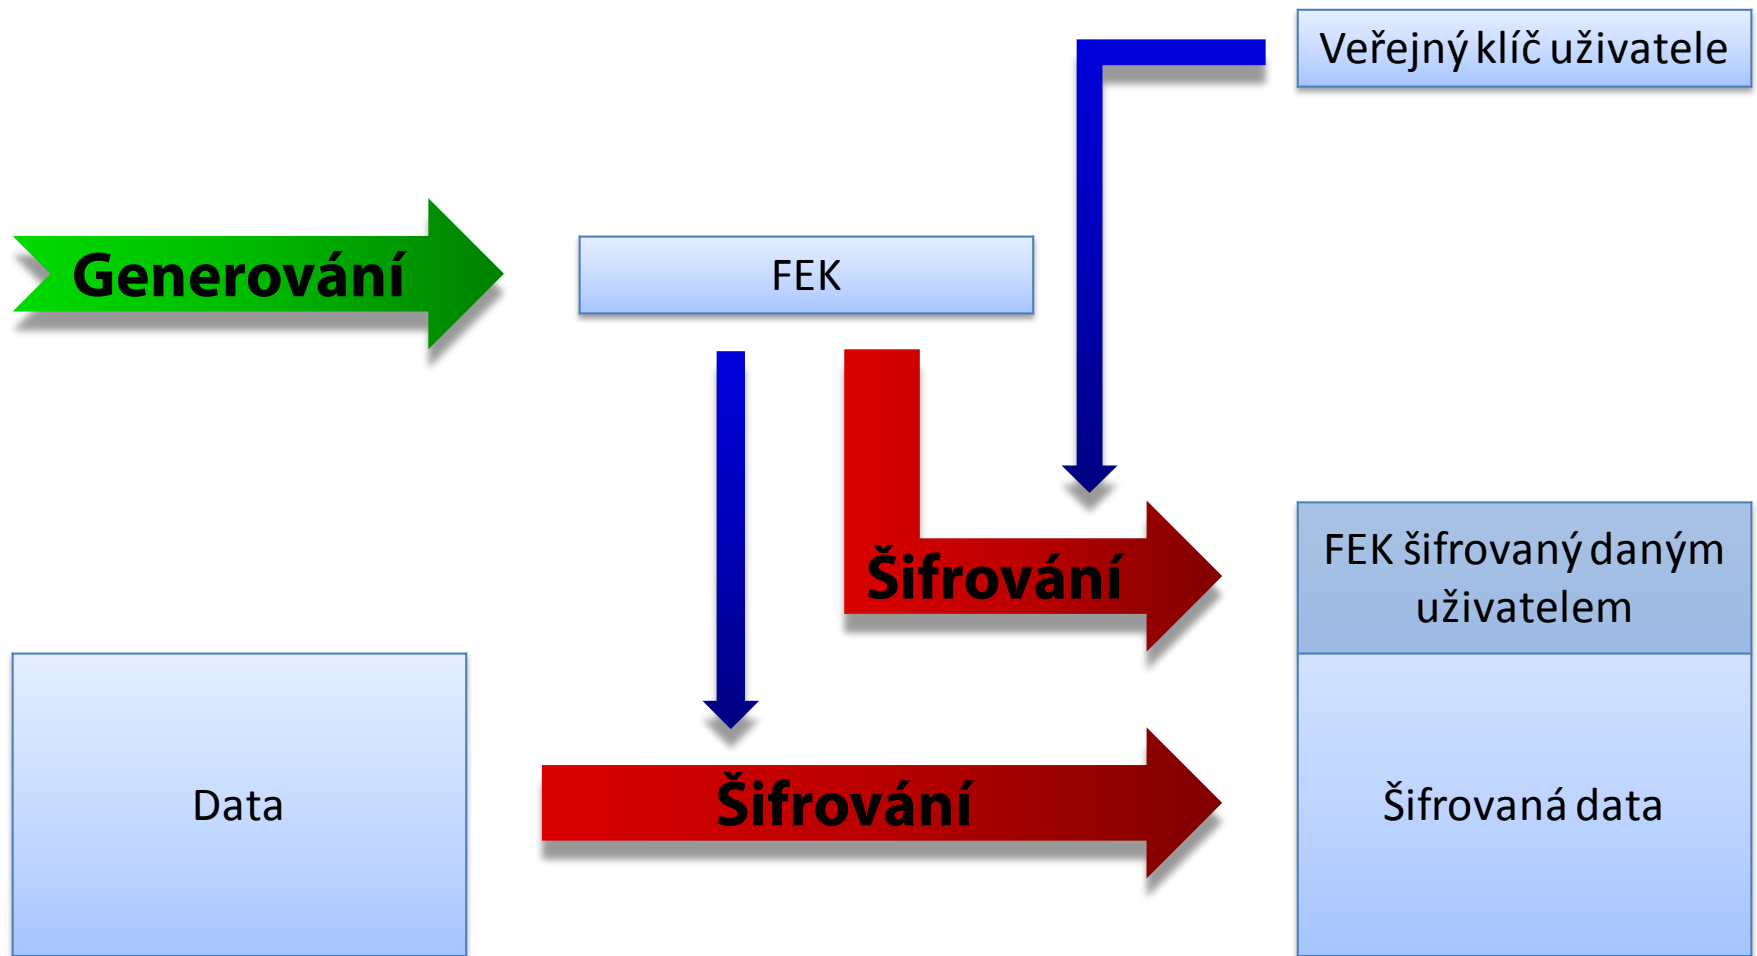 Veřejný klíč uživatele
Generování
FEK
Šifrování
FEK šifrovaný daným
uživatelem
Data
Šifrování
Šifrovaná data